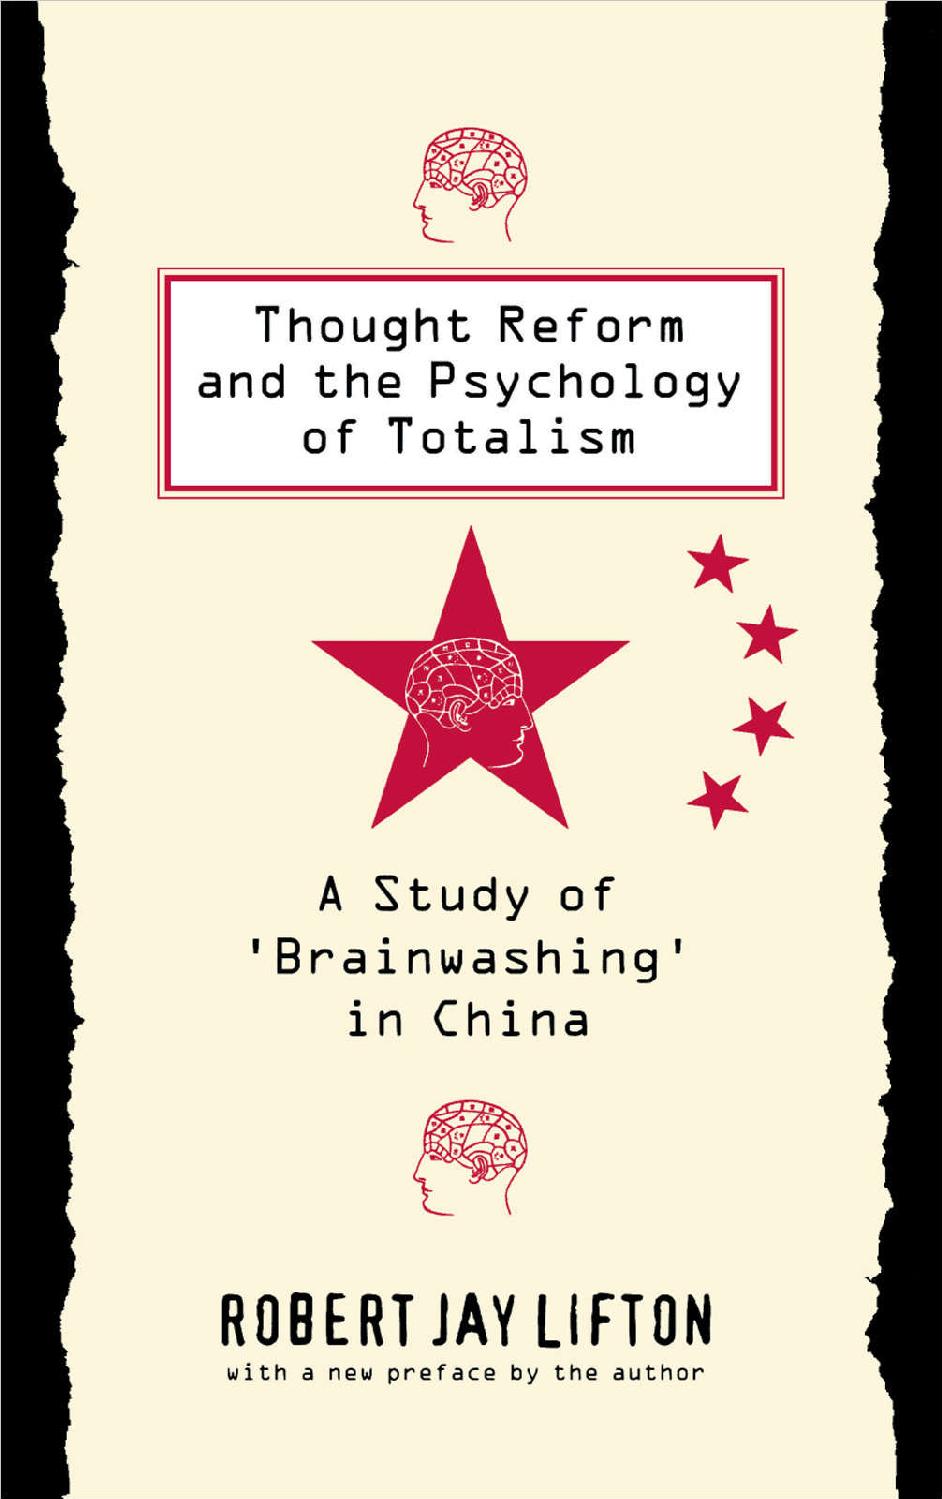 Thought Reform
and the Psychology
of Totalism
A Study of
'Brainwashing'
in China
ROBERT JAY LIFTON
with a new preface by the author